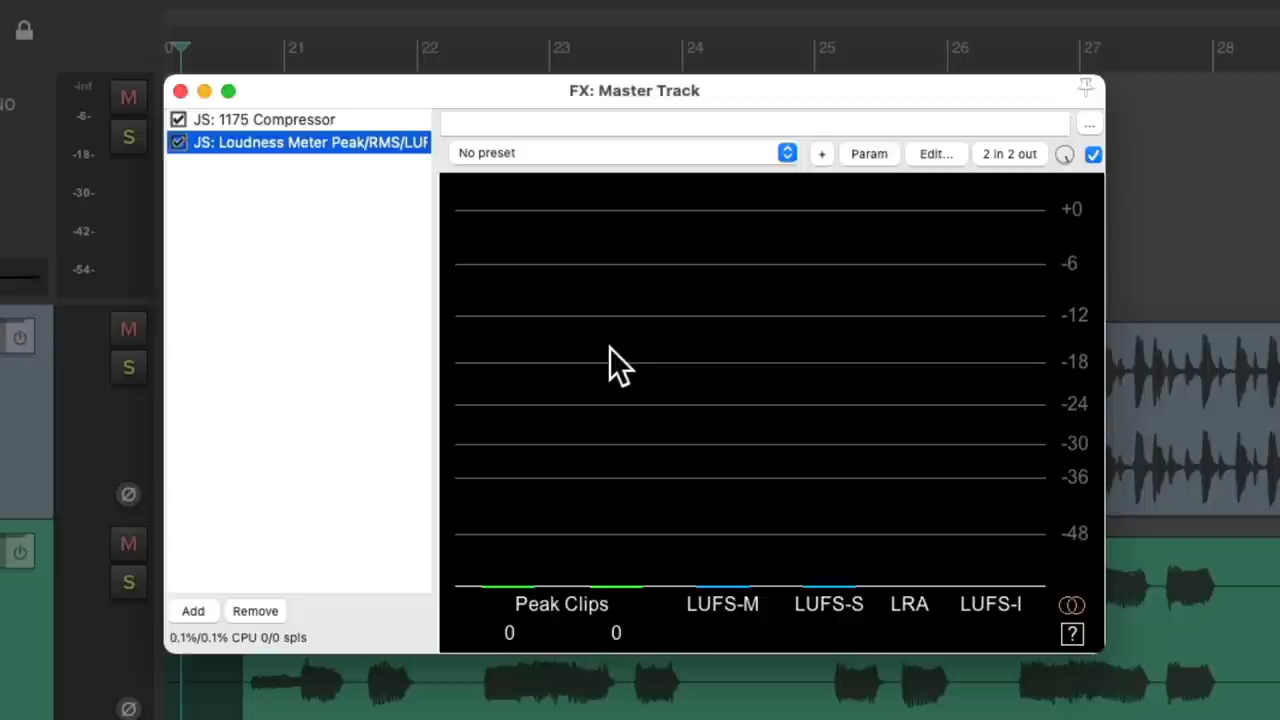 0 21 22 23 24 25 26 27 28
NO
-inf
-6-
-18-
-30-
-42-
-54-
M
S
M
S
Ø
M
S
Ø
FX: Master Track
JS: 1175 Compressor
JS: Loudness Meter Peak/RMS/LUF
...
No preset
+ Param Edit... 2 in 2 out
+0
-6
-12
-18
-24
-30
-36
-48
Peak Clips LUFS-M LUFS-S LRA LUFS-I
0 0
?
Add Remove
0.1%/0.1% CPU 0/0 spls